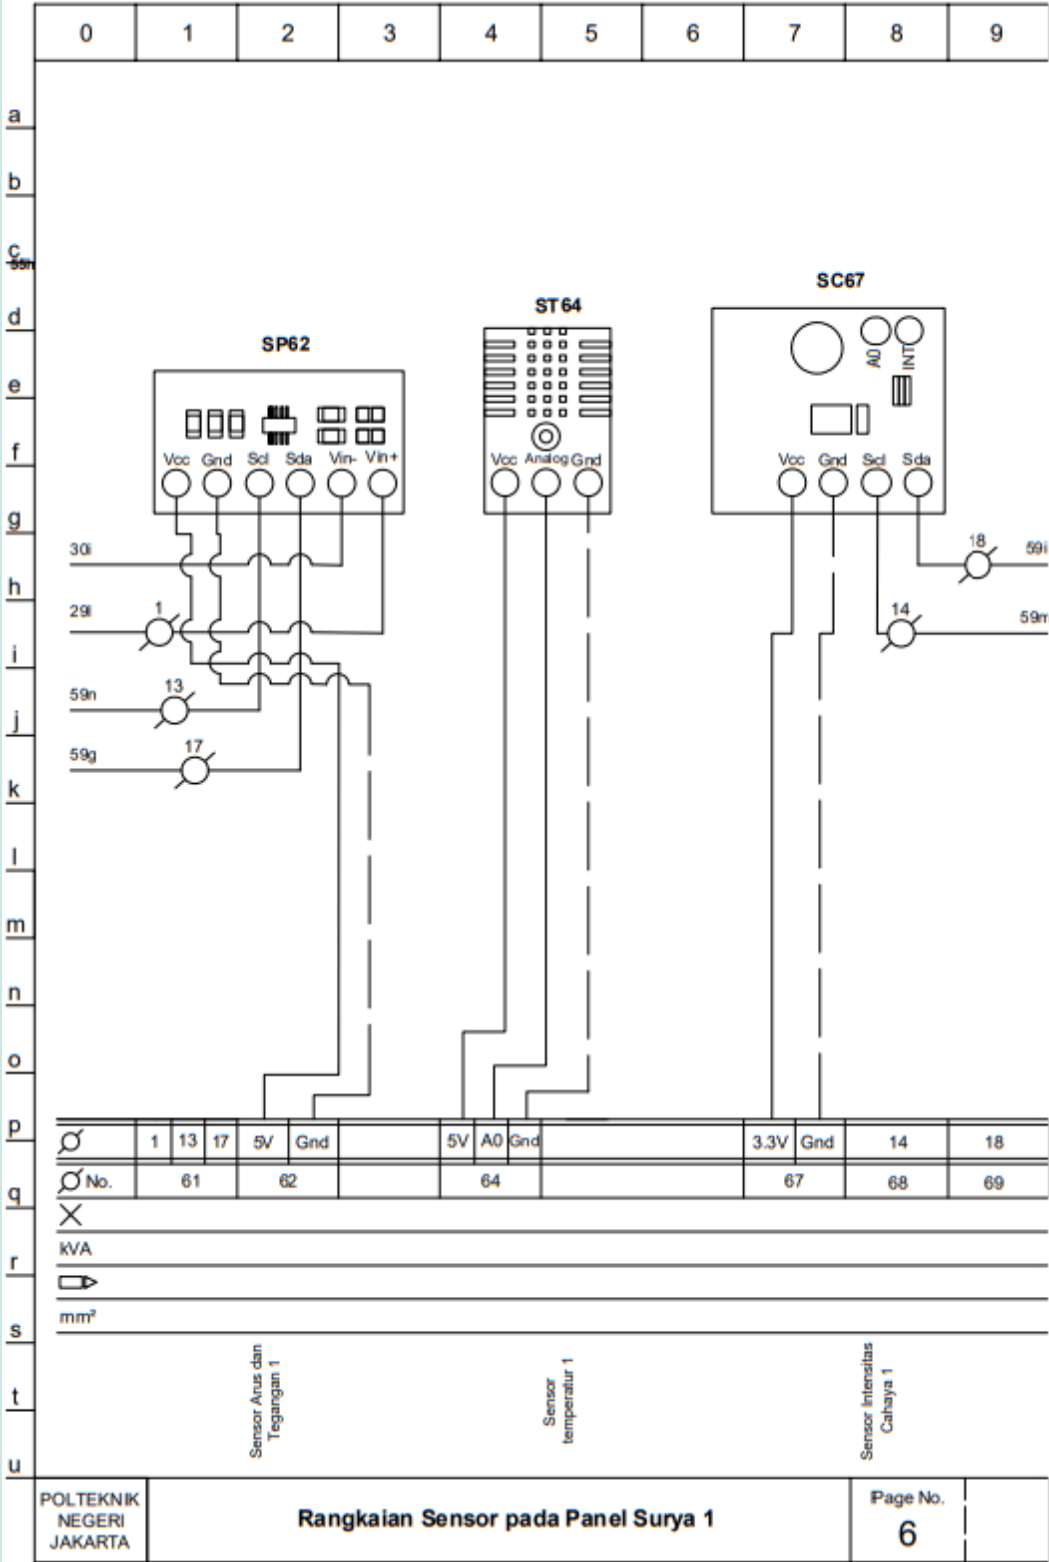 0 1 2 3 4 5 6 7 8 9
a
b
c
55h
d
e
f
g
h
i
j
k
l
m
n
o
p
q
r
s
t
u
SP62
Vcc Gnd Scl Sda Vin- Vin+
ST64
Vcc Analog Gnd
SC67
A0 INT
Vcc Gnd Scl Sda
30i
29l
1
59n
13
59g
17
18
59i
14
59m
1 13 17 5V Gnd 5V A0 Gnd 3.3V Gnd 14 18
No. 61 62 64 67 68 69
kVA
mm²
Sensor Arus dan
Tegangan 1
Sensor
temperatur 1
Sensor Intensitas
Cahaya 1
POLTEKNIK
NEGERI
JAKARTA
Rangkaian Sensor pada Panel Surya 1
Page No.
6